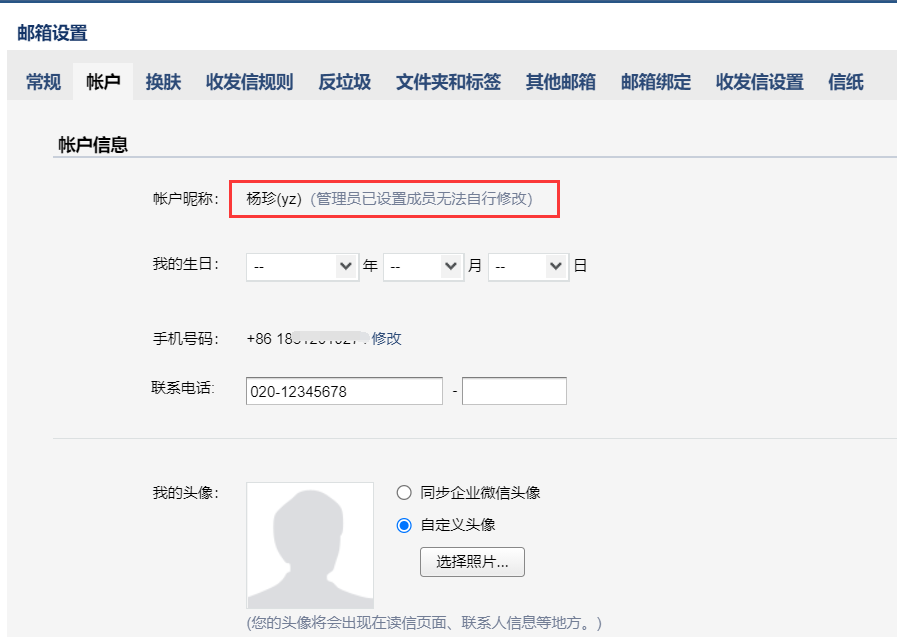 邮箱设置
常规 帐户 换肤 收发信规则 反垃圾 文件夹和标签 其他邮箱 邮箱绑定 收发信设置 信纸
帐户信息
帐户昵称： 杨珍(yz) (管理员已设置成员无法自行修改)
我的生日： -- 年 -- 月 -- 日
手机号码： +86 修改
联系电话: 020-12345678 -
我的头像： 同步企业微信头像
自定义头像
选择照片...
(您的头像将会出现在读信页面、联系人信息等地方。)